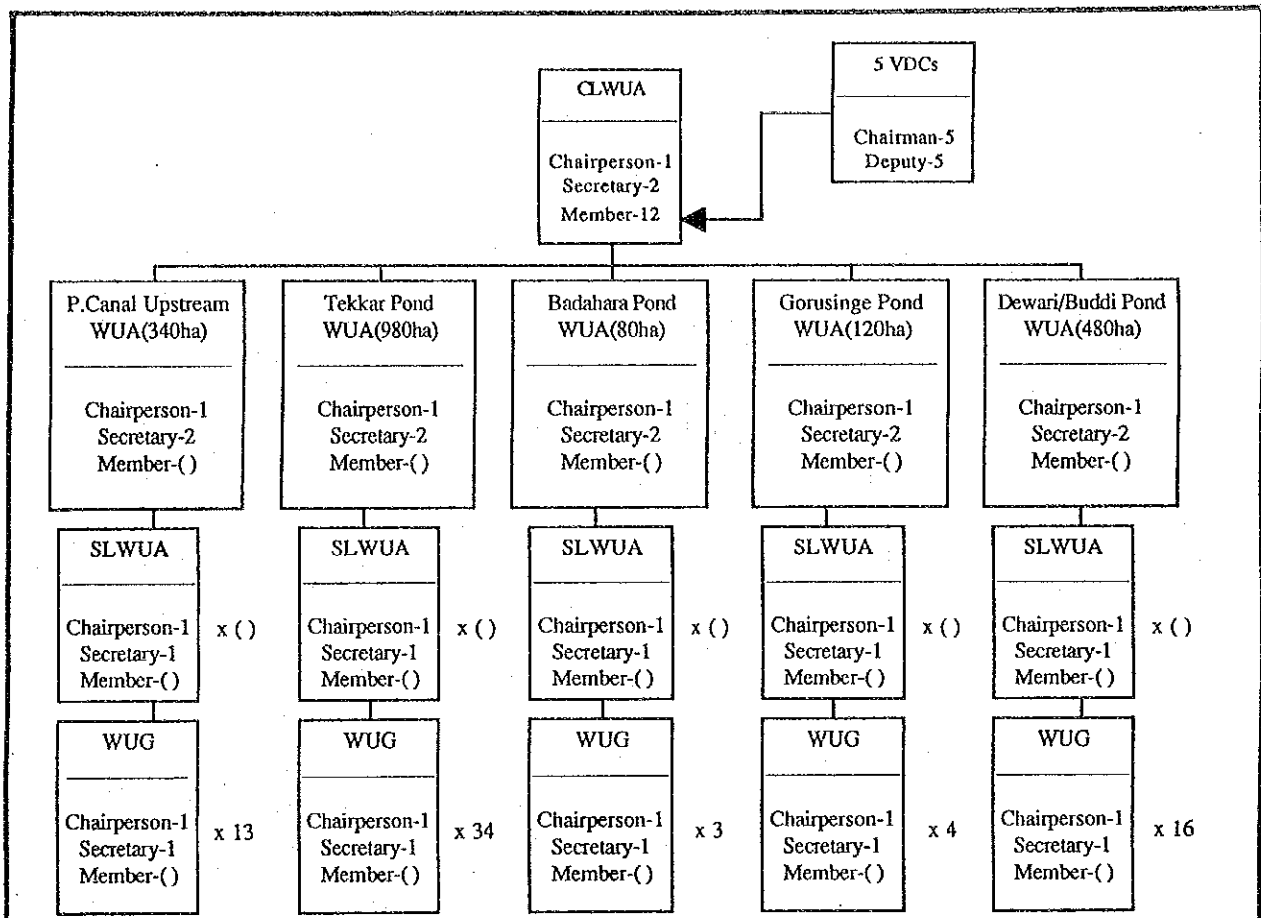 CLWUA
Chairperson-1
Secretary-2
Member-12
5 VDCs
Chairman-5
Deputy-5
P.Canal Upstream
WUA(340ha)
Chairperson-1
Secretary-2
Member-( )
Tekkar Pond
WUA(980ha)
Chairperson-1
Secretary-2
Member-( )
Badahara Pond
WUA(80ha)
Chairperson-1
Secretary-2
Member-( )
Gorusinge Pond
WUA(120ha)
Chairperson-1
Secretary-2
Member-( )
Dewari/Buddi Pond
WUA(480ha)
Chairperson-1
Secretary-2
Member-( )
SLWUA
Chairperson-1
Secretary-1
Member-( )
x ( )
SLWUA
Chairperson-1
Secretary-1
Member-( )
x ( )
SLWUA
Chairperson-1
Secretary-1
Member-( )
x ( )
SLWUA
Chairperson-1
Secretary-1
Member-( )
x ( )
SLWUA
Chairperson-1
Secretary-1
Member-( )
x ( )
WUG
Chairperson-1
Secretary-1
Member-( )
x 13
WUG
Chairperson-1
Secretary-1
Member-( )
x 34
WUG
Chairperson-1
Secretary-1
Member-( )
x 3
WUG
Chairperson-1
Secretary-1
Member-( )
x 4
WUG
Chairperson-1
Secretary-1
Member-( )
x 16